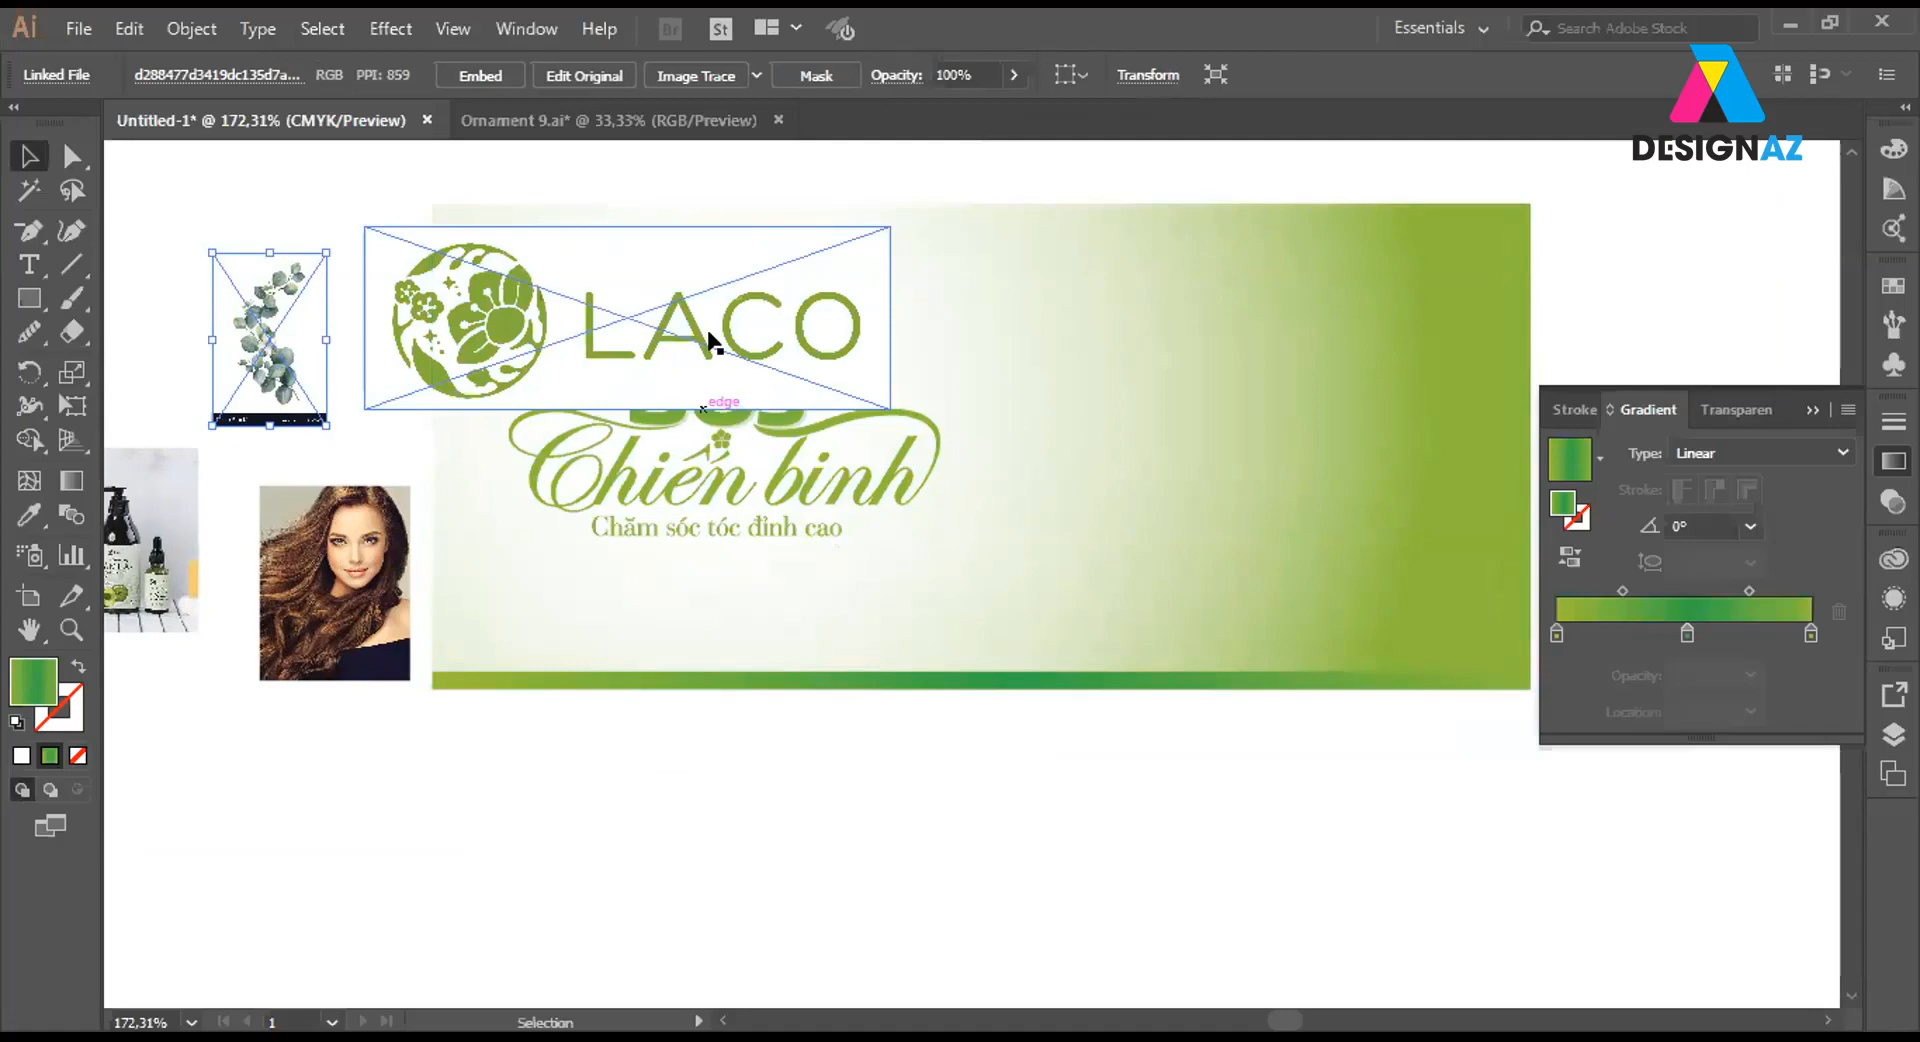 Ai File Edit Object Type Select Effect View Window Help Br St Essentials Search Adobe Stock
Linked File d288477d3419dc135d7a... RGB PPI: 859 Embed Edit Original Image Trace Mask Opacity: 100% Transform
Untitled-1* @ 172,31% (CMYK/Preview) Ornament 9.ai* @ 33,33% (RGB/Preview)
DESIGNAZ
LACO
edge
Chiến binh
Chăm sóc tóc đỉnh cao
Stroke Gradient Transparen
Type: Linear
Stroke:
0°
Opacity:
Location:
172,31% 1 Selection